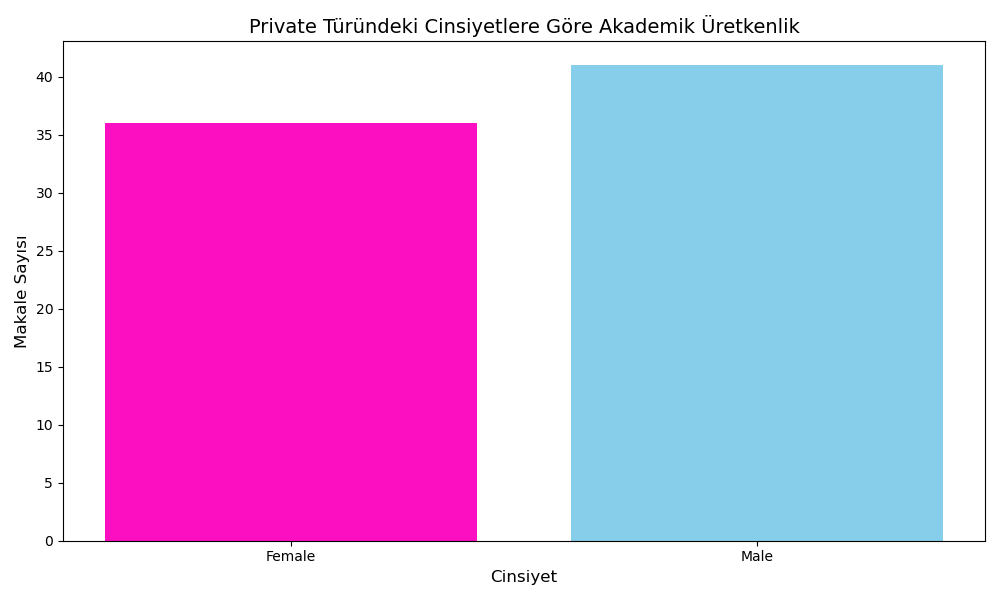 Private Türündeki Cinsiyetlere Göre Akademik Üretkenlik
Makale Sayısı
40
35
30
25
20
15
10
5
0
Female
Male
Cinsiyet